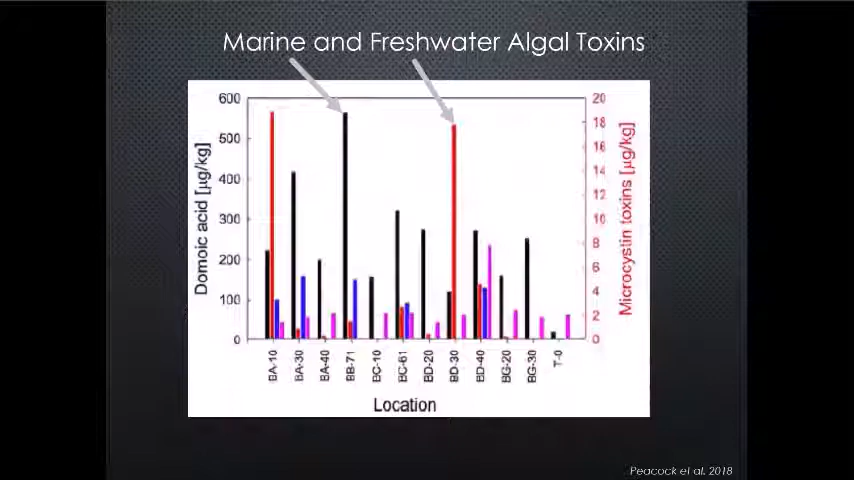 Marine and Freshwater Algal Toxins
600
500
400
300
200
100
0
Domoic acid [µg/kg]
20
18
16
14
12
10
8
6
4
2
0
Microcystin toxins [µg/kg]
BA-10
BA-30
BA-40
BB-71
BC-10
BC-61
BD-20
BD-30
BD-40
BG-20
BG-30
T-0
Location
Peacock et al. 2018